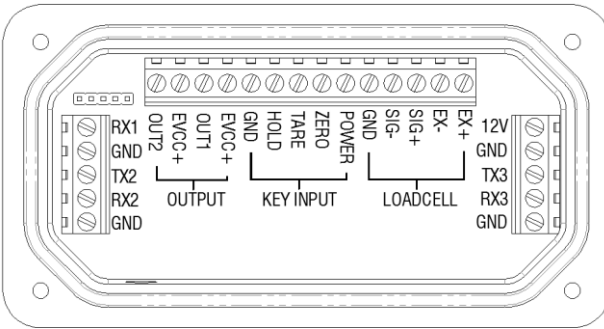 OUT2 EVCC+ OUT1 EVCC+ GND HOLD TARE ZERO POWER GND SIG- SIG+ EX- EX+
OUTPUT KEY INPUT LOADCELL
RX1
GND
TX2
RX2
GND
12V
GND
TX3
RX3
GND